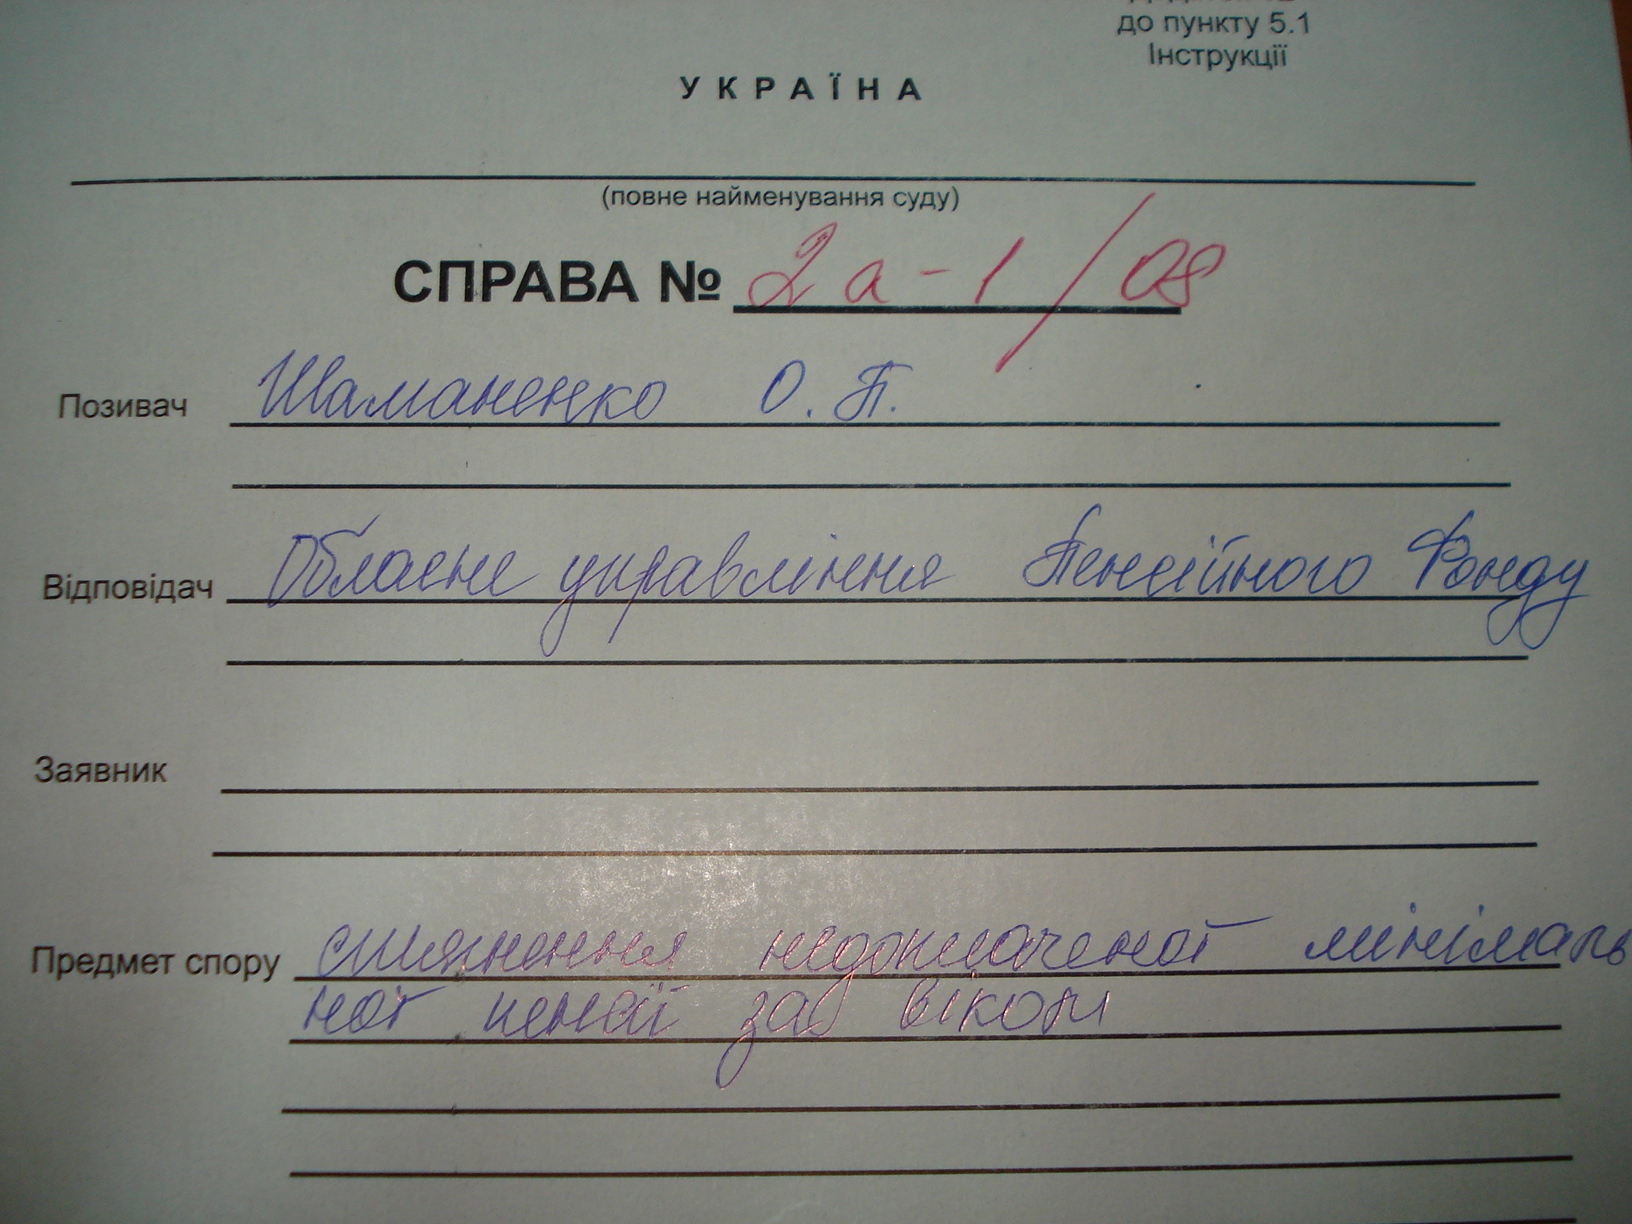 до пункту 5.1
Інструкції
УКРАЇНА
(повне найменування суду)
СПРАВА № 2а-1/08
Позивач Шаманенко О.П.
Відповідач Обласне управління Пенсійного Фонду
Заявник
Предмет спору стягнення недоплаченої мінімаль
ної пенсії за віком